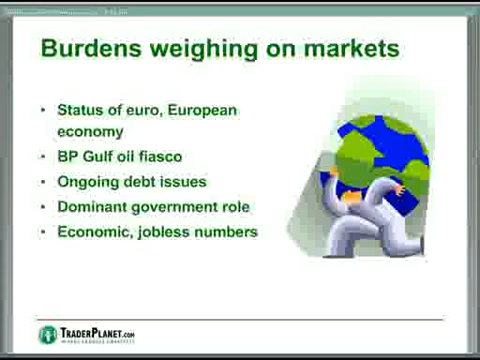 Burdens weighing on markets
• Status of euro, European
economy
• BP Gulf oil fiasco
• Ongoing debt issues
• Dominant government role
• Economic, jobless numbers
TRADERPLANET.COM